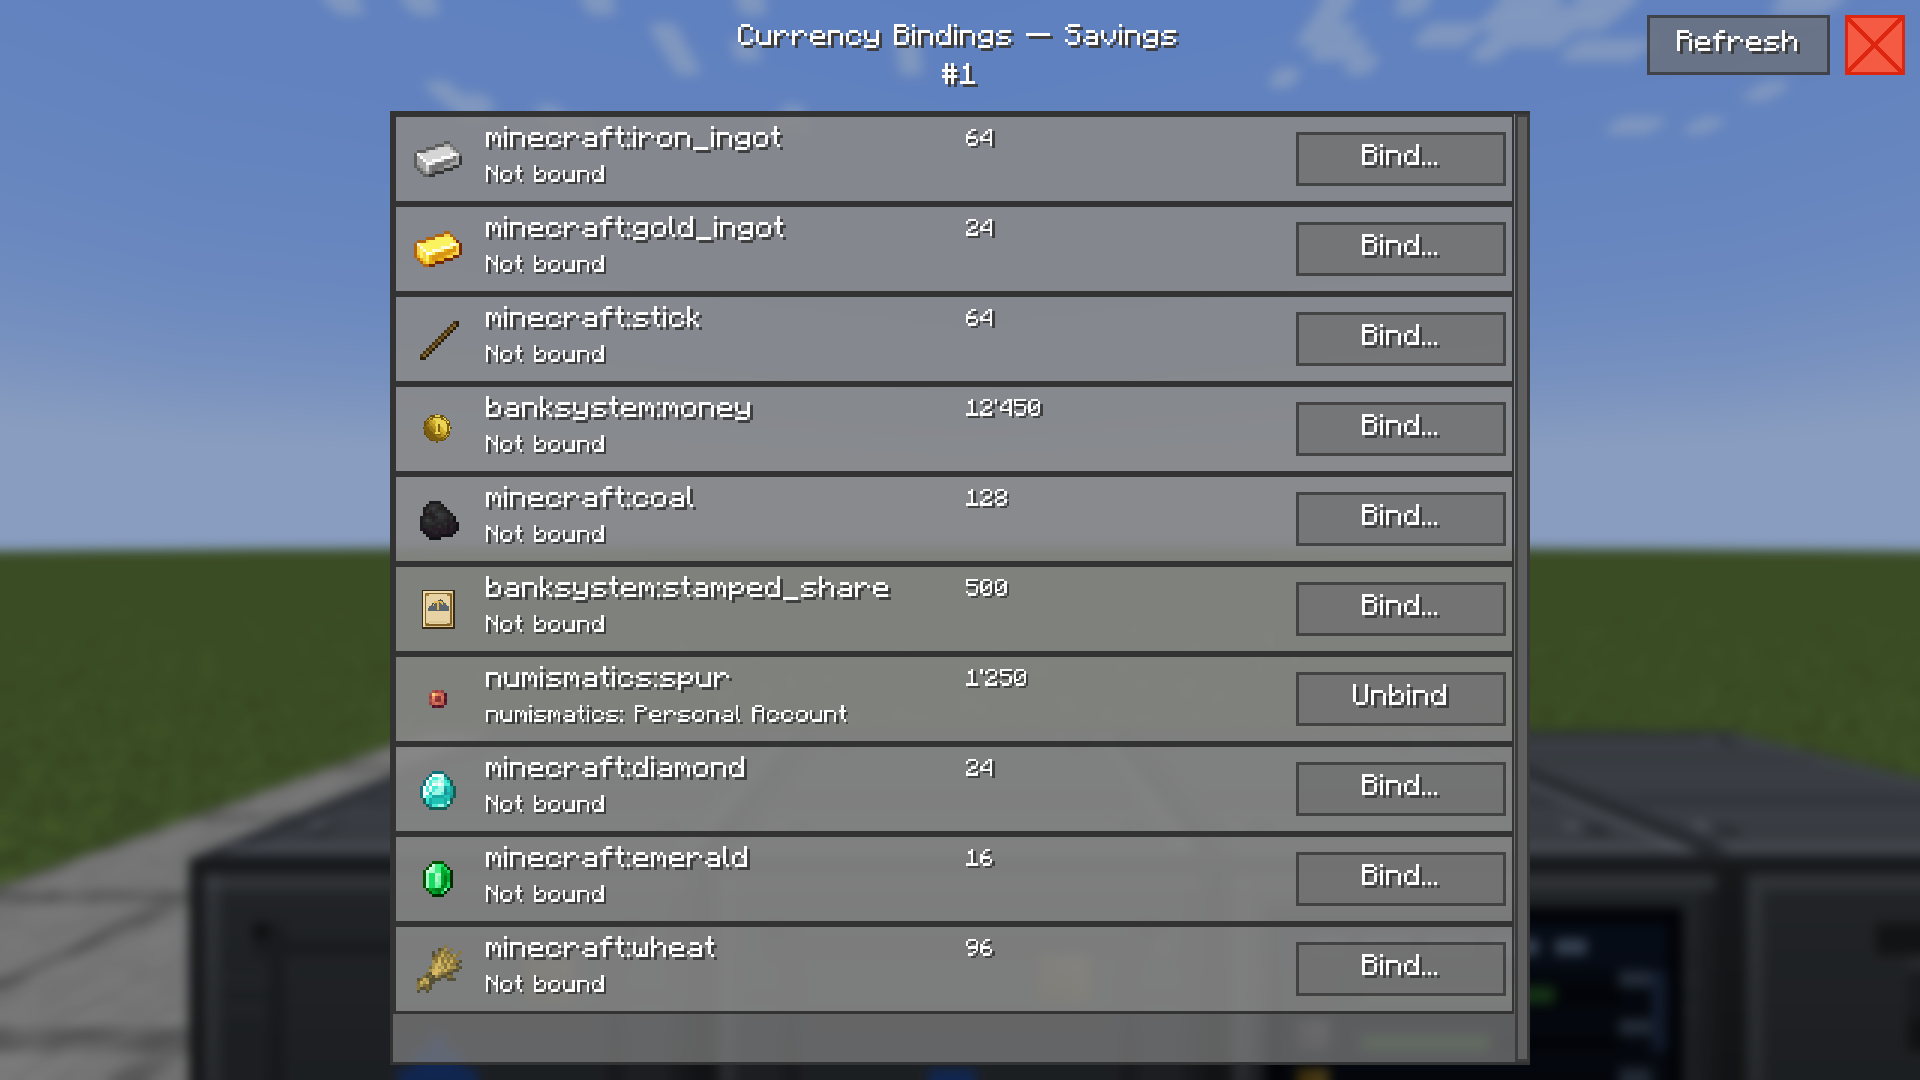 Currency Bindings — Savings
#1
Refresh
minecraft:iron_ingot 64
Not bound
Bind...
minecraft:gold_ingot 24
Not bound
Bind...
minecraft:stick 64
Not bound
Bind...
banksystem:money 12'450
Not bound
Bind...
minecraft:coal 128
Not bound
Bind...
banksystem:stamped_share 500
Not bound
Bind...
numismatics:spur 1'250
numismatics: Personal Account
Unbind
minecraft:diamond 24
Not bound
Bind...
minecraft:emerald 16
Not bound
Bind...
minecraft:wheat 96
Not bound
Bind...